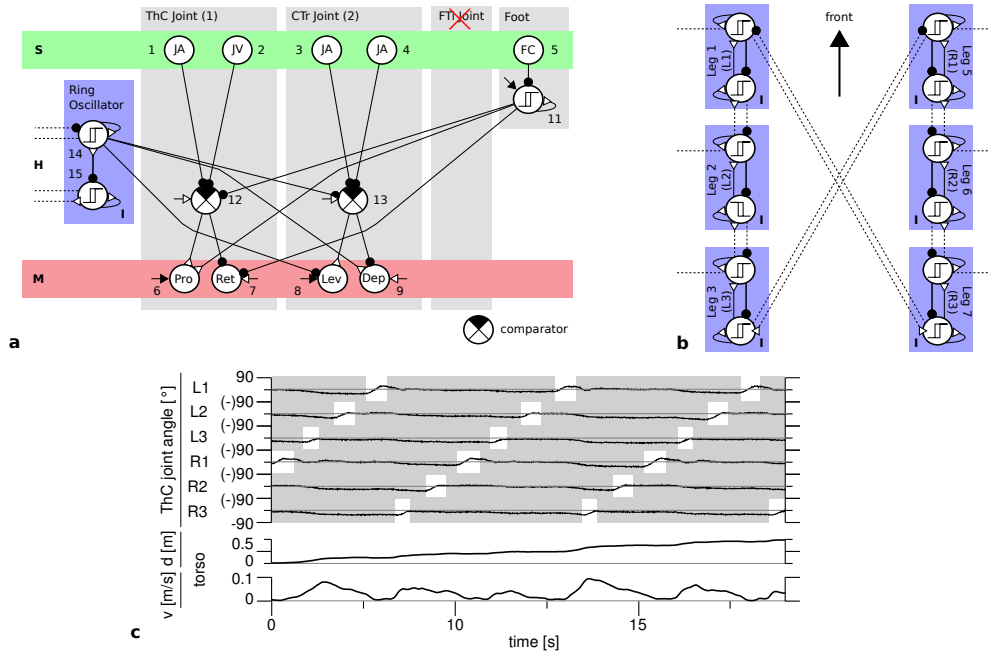 ThC Joint (1)
CTr Joint (2)
FTi Joint
Foot
S
1
JA
JV
2
3
JA
JA
4
FC
5
Ring
Oscillator
11
H
14
15
I
12
13
M
Pro
Ret
Lev
Dep
6
7
8
9
comparator
a
front
Leg 1
(L1)
I
Leg 5
(R1)
I
Leg 2
(L2)
I
Leg 6
(R2)
I
Leg 3
(L3)
I
Leg 7
(R3)
I
b
ThC joint angle [°]
90
L1
(-)90
L2
(-)90
L3
(-)90
R1
(-)90
R2
(-)90
R3
-90
d [m]
0.5
0
torso
v [m/s]
0.1
0
0
10
15
time [s]
c